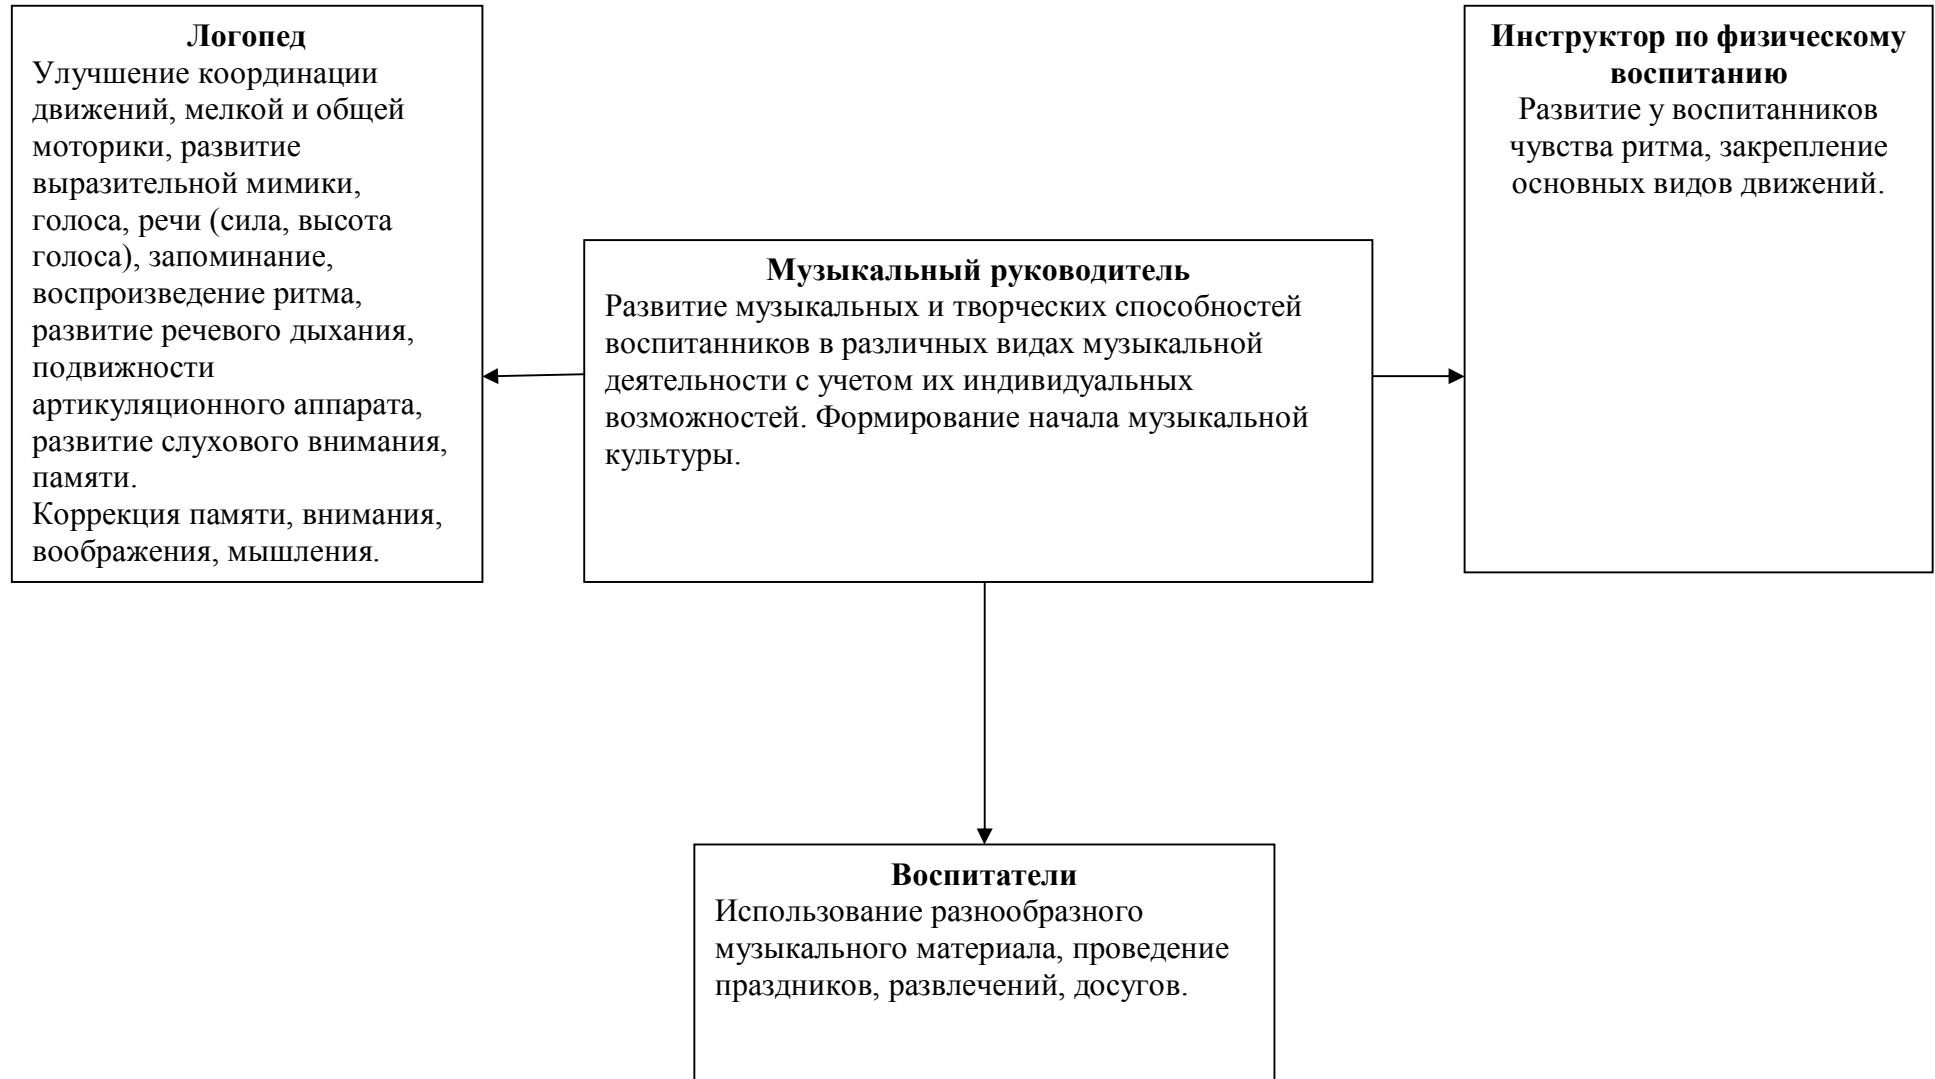 Логопед
Улучшение координации
движений, мелкой и общей
моторики, развитие
выразительной мимики,
голоса, речи (сила, высота
голоса), запоминание,
воспроизведение ритма,
развитие речевого дыхания,
подвижности
артикуляционного аппарата,
развитие слухового внимания,
памяти.
Коррекция памяти, внимания,
воображения, мышления.
Музыкальный руководитель
Развитие музыкальных и творческих способностей
воспитанников в различных видах музыкальной
деятельности с учетом их индивидуальных
возможностей. Формирование начала музыкальной
культуры.
Инструктор по физическому
воспитанию
Развитие у воспитанников
чувства ритма, закрепление
основных видов движений.
Воспитатели
Использование разнообразного
музыкального материала, проведение
праздников, развлечений, досугов.